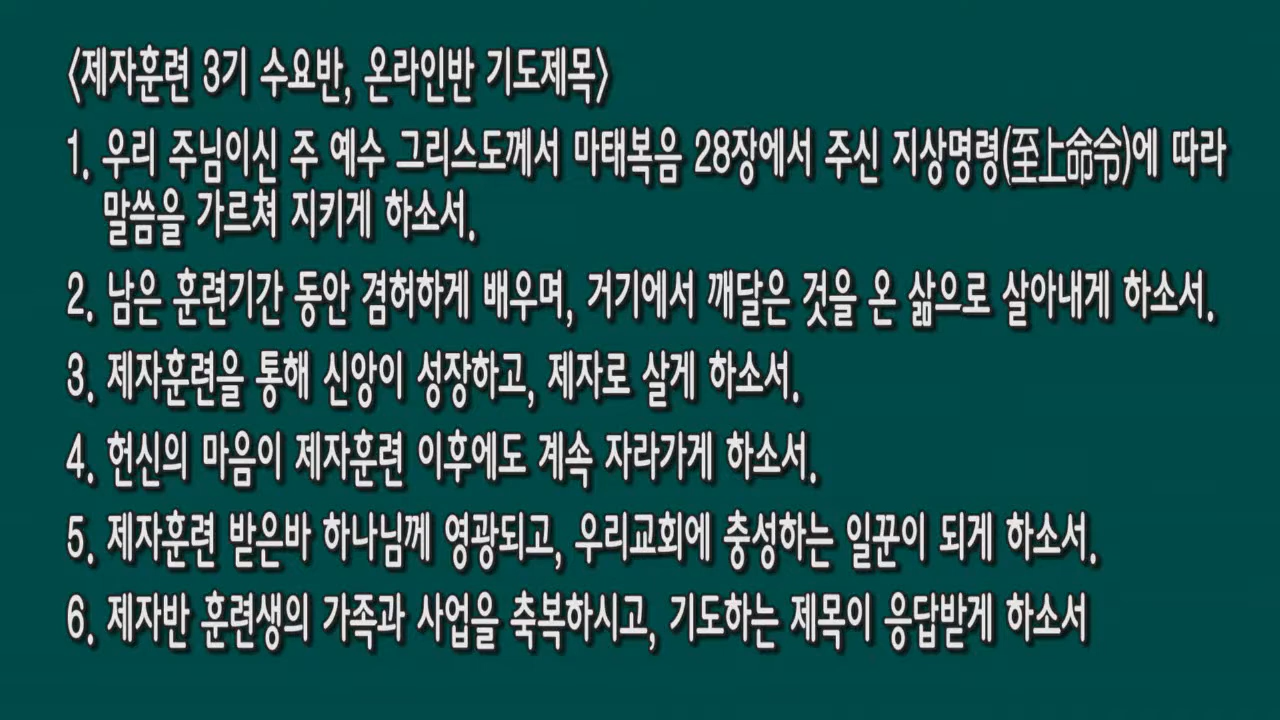 <제자훈련 3기 수요반, 온라인반 기도제목>
1. 우리 주님이신 주 예수 그리스도께서 마태복음 28장에서 주신 지상명령(至上命令)에 따라
말씀을 가르쳐 지키게 하소서.
2. 남은 훈련기간 동안 겸허하게 배우며, 거기에서 깨달은 것을 온 삶으로 살아내게 하소서.
3. 제자훈련을 통해 신앙이 성장하고, 제자로 살게 하소서.
4. 헌신의 마음이 제자훈련 이후에도 계속 자라가게 하소서.
5. 제자훈련 받은바 하나님께 영광되고, 우리교회에 충성하는 일꾼이 되게 하소서.
6. 제자반 훈련생의 가족과 사업을 축복하시고, 기도하는 제목이 응답받게 하소서